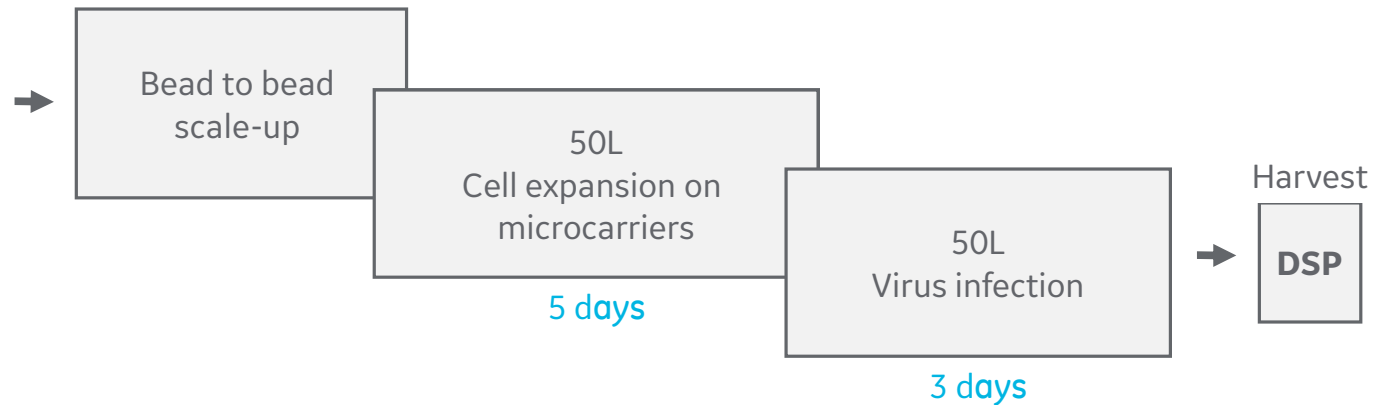 Bead to bead
scale-up
50L
Cell expansion on
microcarriers
5 days
50L
Virus infection
3 days
Harvest
DSP